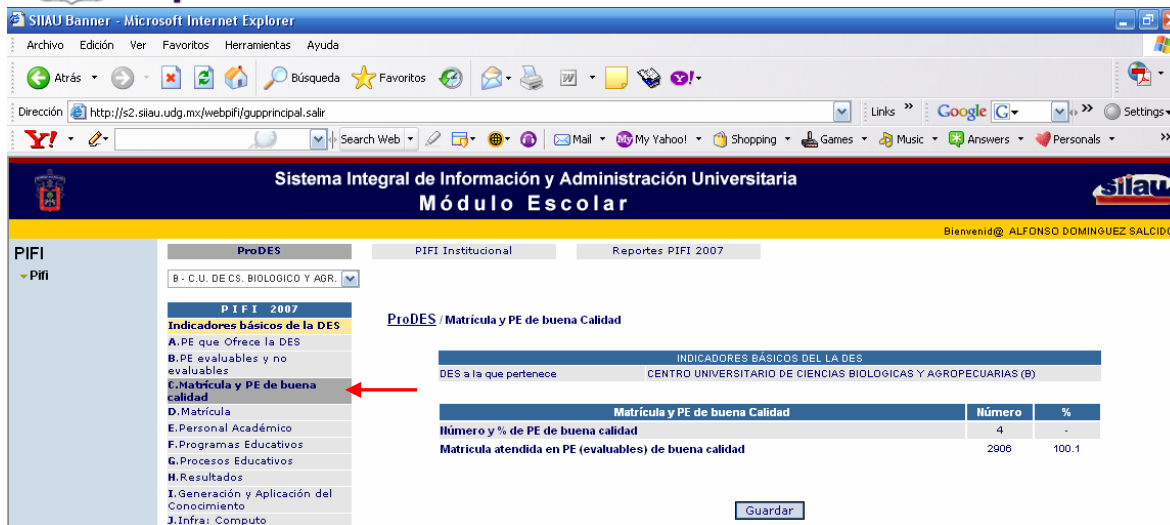 SIIAU Banner - Microsoft Internet Explorer
Archivo Edición Ver Favoritos Herramientas Ayuda
Atrás Búsqueda Favoritos
Dirección http://s2.siiau.udg.mx/webpifi/gupprincipal.salir Links » Google G Settings
Y! Search Web Mail My Yahoo! Shopping Games Music Answers Personals »
Sistema Integral de Información y Administración Universitaria
Módulo Escolar
siiau
Bienvenid@ ALFONSO DOMINGUEZ SALCIDO
PIFI ProDES PIFI Institucional Reportes PIFI 2007
Pifi
B - C.U. DE CS. BIOLOGICO Y AGR.
PIFI 2007
Indicadores básicos de la DES
A.PE que Ofrece la DES
B.PE evaluables y no
evaluables
C.Matrícula y PE de buena
calidad
D.Matrícula
E.Personal Académico
F.Programas Educativos
G.Procesos Educativos
H.Resultados
I.Generación y Aplicación del
Conocimiento
J.Infra: Computo
ProDES / Matrícula y PE de buena Calidad
INDICADORES BÁSICOS DEL LA DES
DES a la que pertenece CENTRO UNIVERSITARIO DE CIENCIAS BIOLOGICAS Y AGROPECUARIAS (B)
Matrícula y PE de buena Calidad Número %
Número y % de PE de buena calidad 4 -
Matricula atendida en PE (evaluables) de buena calidad 2906 100.1
Guardar